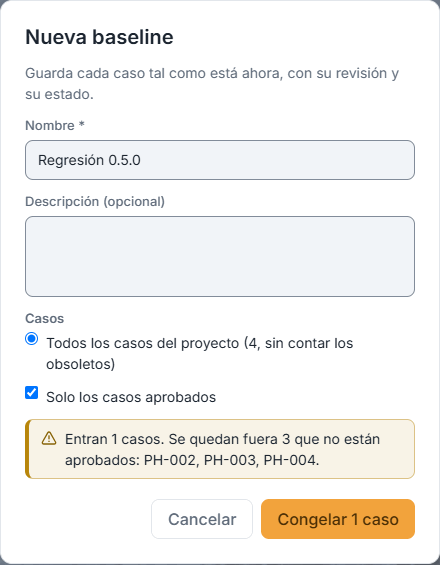 Nueva baseline
Guarda cada caso tal como está ahora, con su revisión y
su estado.
Nombre *
Regresión 0.5.0
Descripción (opcional)
Casos
Todos los casos del proyecto (4, sin contar los
obsoletos)
Solo los casos aprobados
Entran 1 casos. Se quedan fuera 3 que no están
aprobados: PH-002, PH-003, PH-004.
Cancelar
Congelar 1 caso